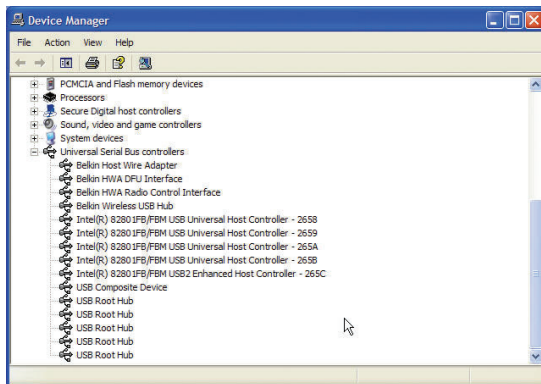 Device Manager
File Action View Help
PCMCIA and Flash memory devices
Processors
Secure Digital host controllers
Sound, video and game controllers
System devices
Universal Serial Bus controllers
Belkin Host Wire Adapter
Belkin HWA DFU Interface
Belkin HWA Radio Control Interface
Belkin Wireless USB Hub
Intel(R) 82801FB/FBM USB Universal Host Controller - 2658
Intel(R) 82801FB/FBM USB Universal Host Controller - 2659
Intel(R) 82801FB/FBM USB Universal Host Controller - 265A
Intel(R) 82801FB/FBM USB Universal Host Controller - 265B
Intel(R) 82801FB/FBM USB2 Enhanced Host Controller - 265C
USB Composite Device
USB Root Hub
USB Root Hub
USB Root Hub
USB Root Hub
USB Root Hub